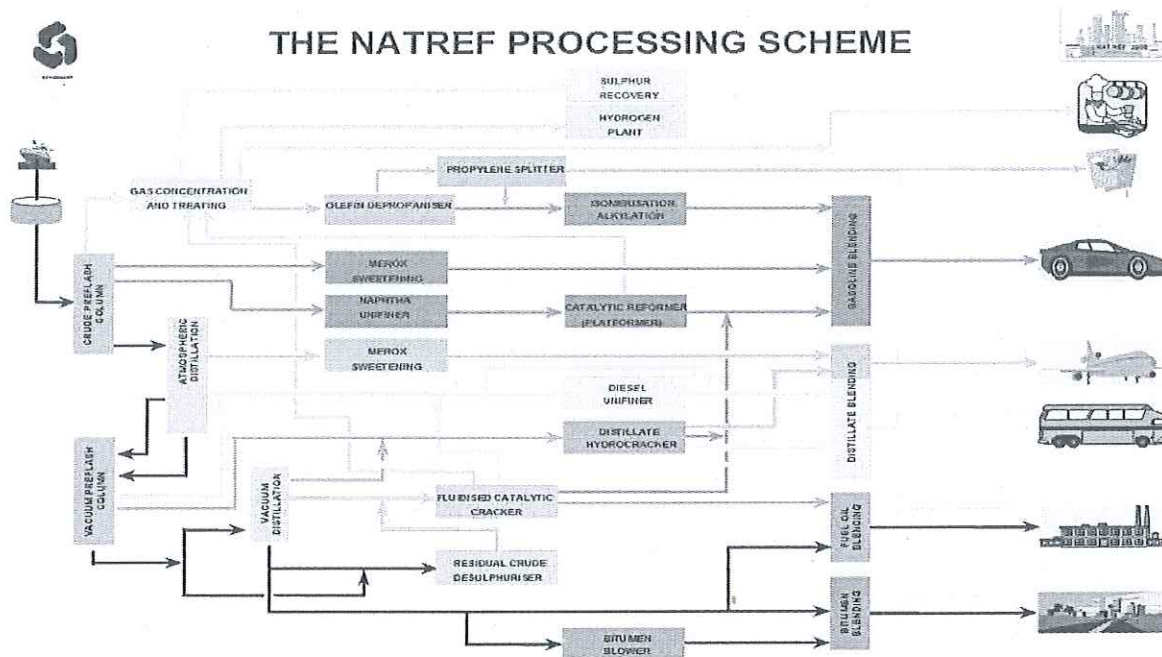 THE NATREF PROCESSING SCHEME
NATREF 2000
SULPHUR
RECOVERY
HYDROGEN
PLANT
PROPYLENE SPLITTER
GAS CONCENTRATION
AND TREATING
OLEFIN DEPROPANISER
ISOMERISATION
ALKYLATION
MEROX
SWEETENING
GASOLINE BLENDING
CRUDE PREFLASH
COLUMN
NAPHTHA
UNIFINER
CATALYTIC REFORMER
(PLATFORMER)
ATMOSPHERIC
DISTILLATION
MEROX
SWEETENING
DIESEL
UNIFINER
DISTILLATE BLENDING
DISTILLATE
HYDROCRACKER
VACUUM PREFLASH
COLUMN
VACUUM
DISTILLATION
FLUIDISED CATALYTIC
CRACKER
FUEL OIL
BLENDING
RESIDUAL CRUDE
DESULPHURISER
BITUMEN
BLENDING
BITUMEN
BLOWER